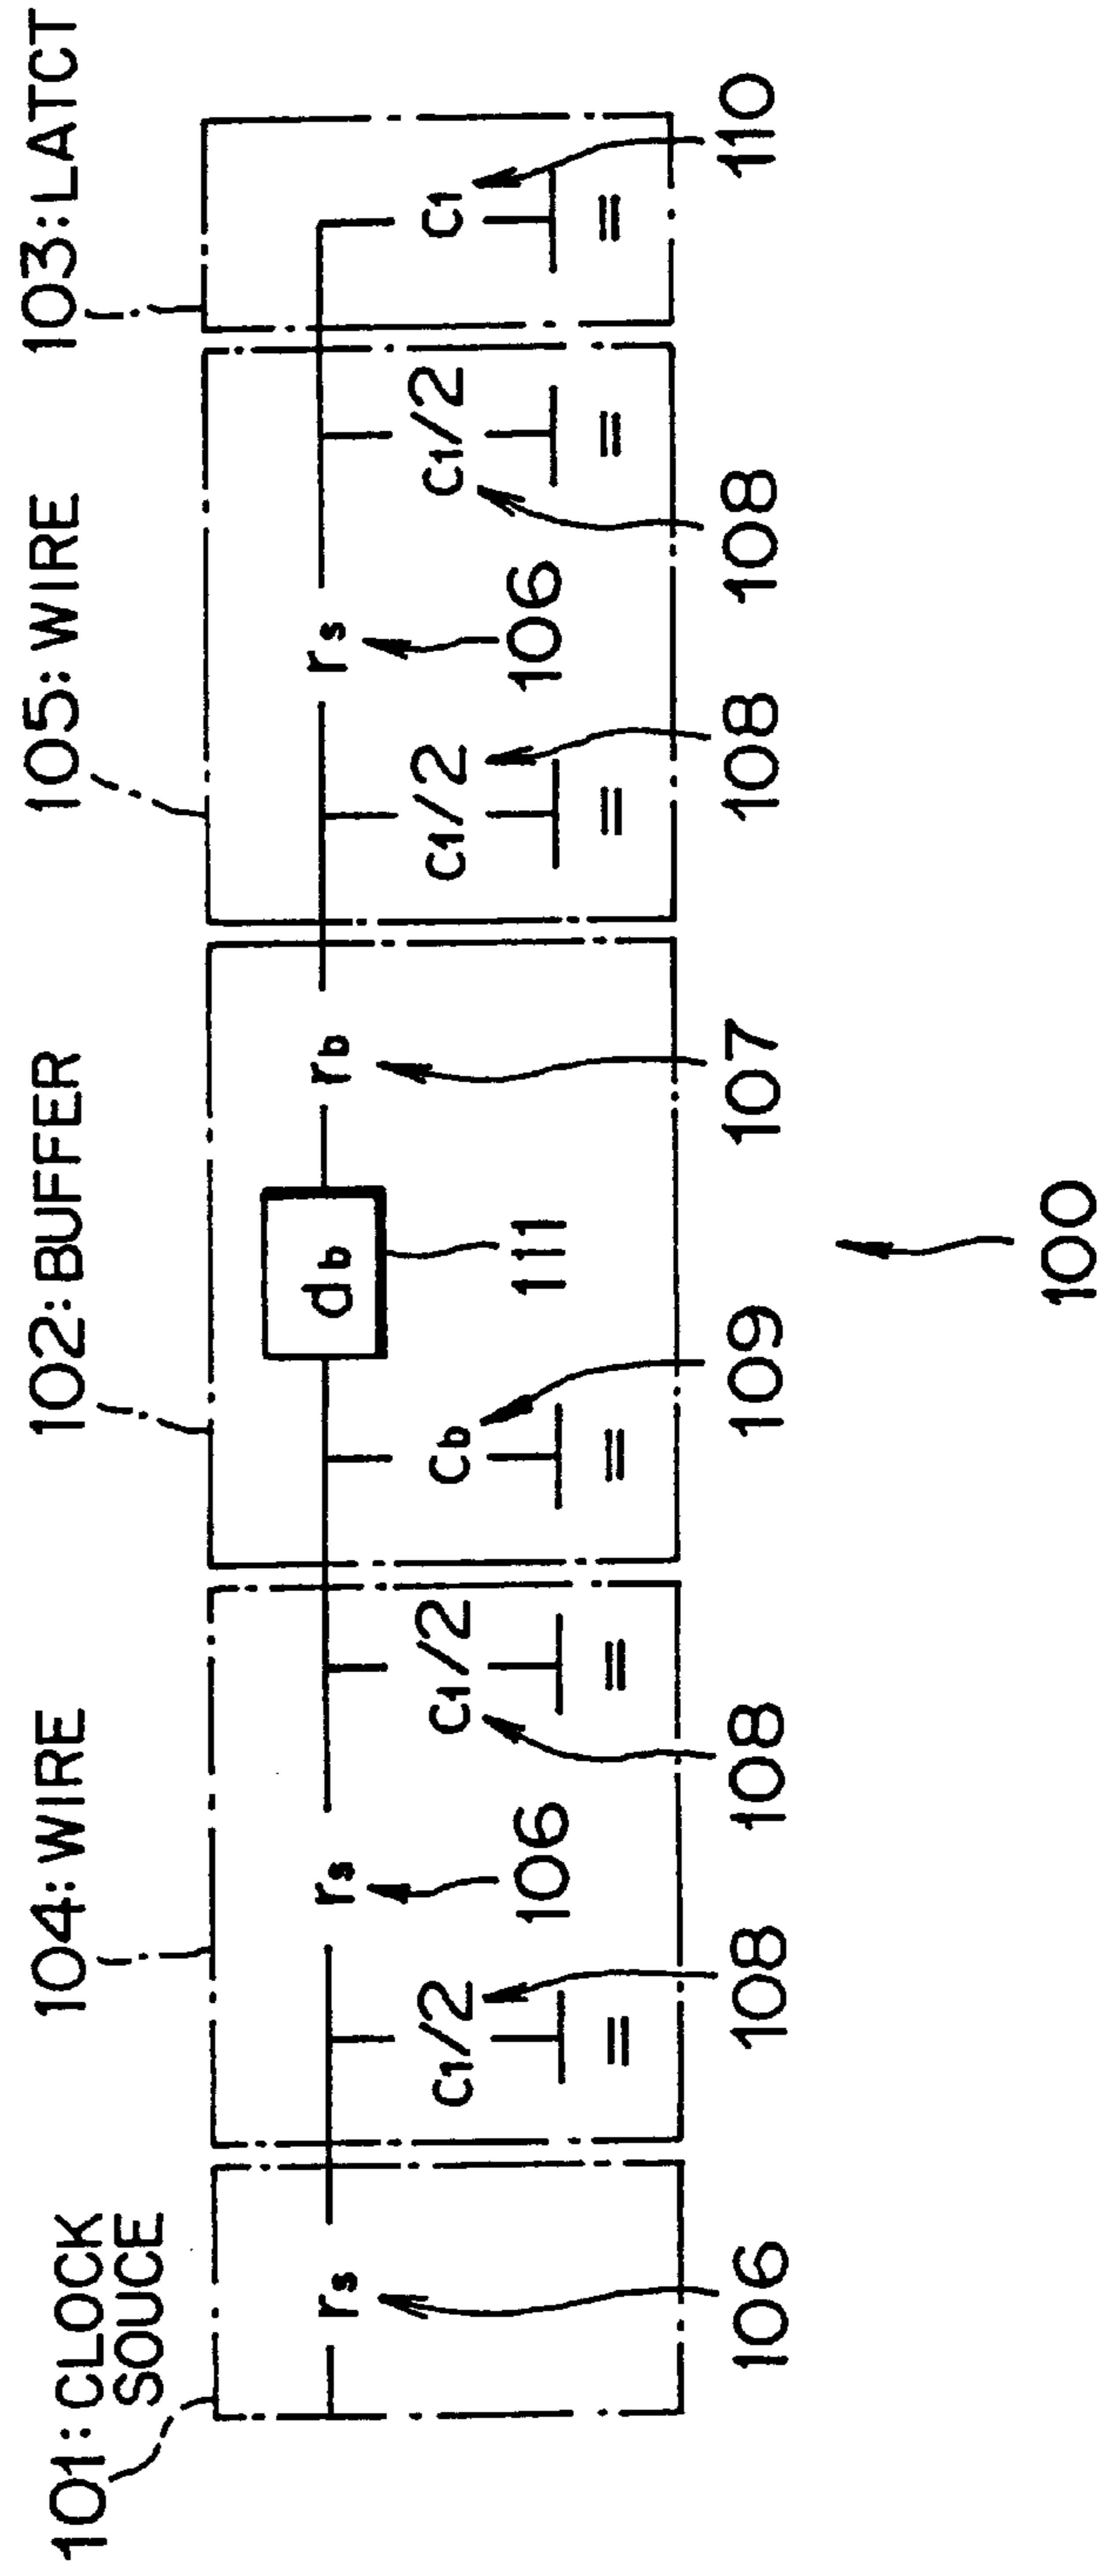 101: CLOCK
SOUCE
104: WIRE
102: BUFFER
105: WIRE
103: LATCT
rs
rs
db
rb
rs
C1/2
C1/2
Cb
C1/2
C1/2
C1
106
111
106
106
108
108
109
107
108
108
110
100